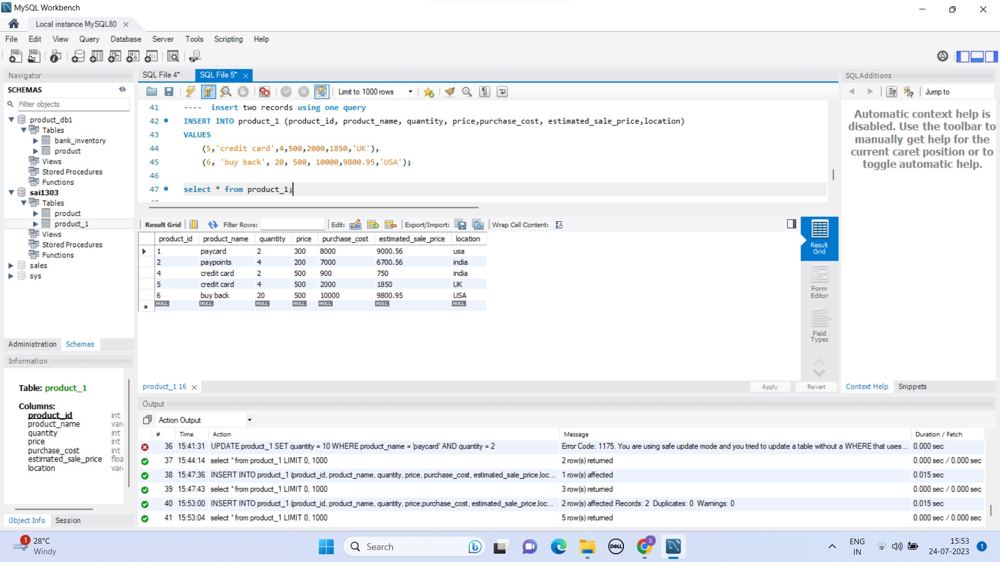 MySQL Workbench
Local instance MySQL80
File Edit View Query Database Server Tools Scripting Help
Navigator
SCHEMAS
Filter objects
product_db1
Tables
bank_inventory
product
Views
Stored Procedures
Functions
sai1303
Tables
product
product_1
Views
Stored Procedures
Functions
sales
sys
Administration Schemas
Information
Table: product_1
Columns:
product_id int
product_name
quantity int
price int
purchase_cost int
estimated_sale_price
location
Object Info Session
SQL File 4* SQL File 5*
Limit to 1000 rows
41 ---- insert two records using one query
42 INSERT INTO product_1 (product_id, product_name, quantity, price,purchase_cost, estimated_sale_price,location)
43 VALUES
44 (5,'credit card',4,500,2000,1850,'UK'),
45 (6, 'buy back', 20, 500, 10000,9800.95,'USA');
46
47 select * from product_1;
Result Grid Filter Rows: Edit: Export/Import: Wrap Cell Content:
product_id product_name quantity price purchase_cost estimated_sale_price location
1 paycard 2 300 8000 9000.56 usa
2 paypoints 4 200 7000 6700.56 india
4 credit card 2 500 900 750 india
5 credit card 4 500 2000 1850 UK
6 buy back 20 500 10000 9800.95 USA
NULL NULL NULL NULL NULL NULL NULL
Result
Grid
Form
Editor
Field
Types
product_1 16
Apply Revert
SQLAdditions
Jump to
Automatic context help is
disabled. Use the toolbar to
manually get help for the
current caret position or to
toggle automatic help.
Context Help Snippets
Output
Action Output
# Time Action Message Duration / Fetch
36 15:41:31 UPDATE product_1 SET quantity = 10 WHERE product_name = 'paycard' AND quantity = 2 Error Code: 1175. You are using safe update mode and you tried to update a table without a WHERE that uses... 0.000 sec
37 15:44:14 select * from product_1 LIMIT 0, 1000 2 row(s) returned 0.000 sec / 0.000 sec
38 15:47:36 INSERT INTO product_1 (product_id, product_name, quantity, price, purchase_cost, estimated_sale_price,loc... 1 row(s) affected 0.015 sec
39 15:47:43 select * from product_1 LIMIT 0, 1000 3 row(s) returned 0.000 sec / 0.000 sec
40 15:53:00 INSERT INTO product_1 (product_id, product_name, quantity, price,purchase_cost, estimated_sale_price,loc... 2 row(s) affected Records: 2 Duplicates: 0 Warnings: 0 0.015 sec
41 15:53:04 select * from product_1 LIMIT 0, 1000 5 row(s) returned 0.000 sec / 0.000 sec
1 28°C
Windy
Search
DELL
S
ENG
IN
15:53
24-07-2023
1